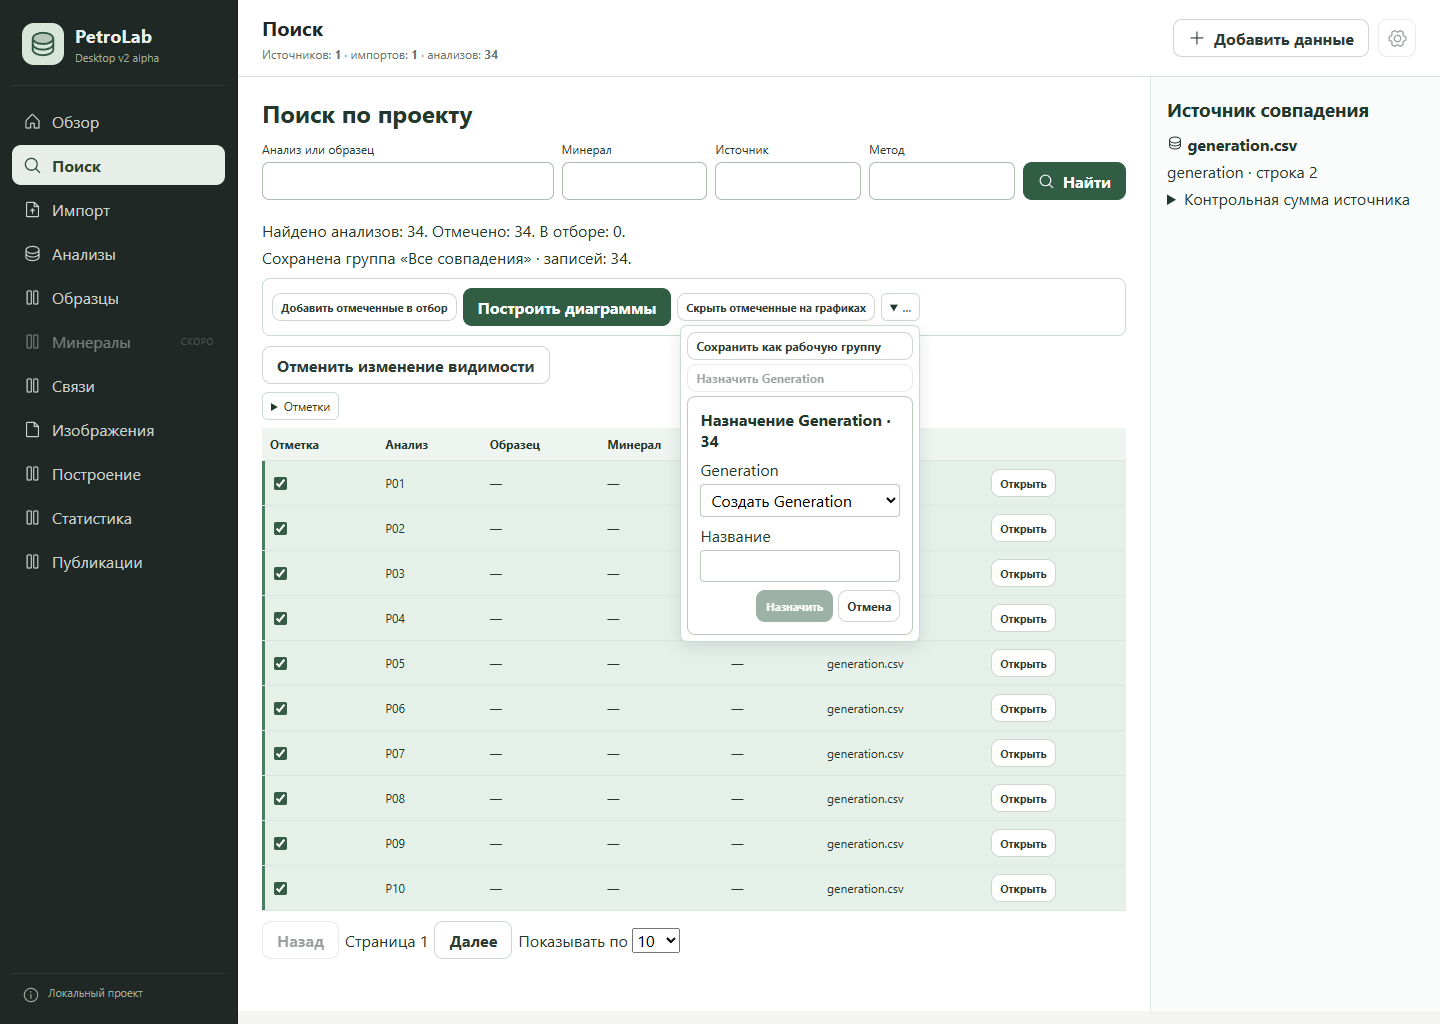 PetroLab
Desktop v2 alpha
Обзор
Поиск
Импорт
Анализы
Образцы
Минералы СКОРО
Связи
Изображения
Построение
Статистика
Публикации
Локальный проект
Поиск
Источников: 1 · импортов: 1 · анализов: 34
Добавить данные
Поиск по проекту
Анализ или образец Минерал Источник Метод
Найти
Найдено анализов: 34. Отмечено: 34. В отборе: 0.
Сохранена группа «Все совпадения» · записей: 34.
Добавить отмеченные в отбор Построить диаграммы Скрыть отмеченные на графиках ▼ ...
Сохранить как рабочую группу
Назначить Generation
Назначение Generation ·
34
Generation
Создать Generation
Название
Назначить Отмена
Отменить изменение видимости
▶ Отметки
Отметка Анализ Образец Минерал
P01 — — Открыть
P02 — — Открыть
P03 — — Открыть
P04 — — Открыть
P05 — — — generation.csv Открыть
P06 — — — generation.csv Открыть
P07 — — — generation.csv Открыть
P08 — — — generation.csv Открыть
P09 — — — generation.csv Открыть
P10 — — — generation.csv Открыть
Назад Страница 1 Далее Показывать по 10
Источник совпадения
generation.csv
generation · строка 2
▶ Контрольная сумма источника